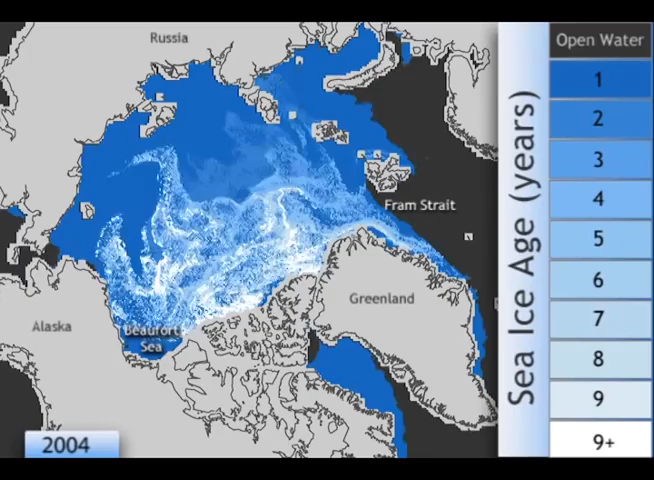 Russia
Fram Strait
Greenland
Alaska
Beaufort
Sea
2004
Sea Ice Age (years)
Open Water
1
2
3
4
5
6
7
8
9
9+